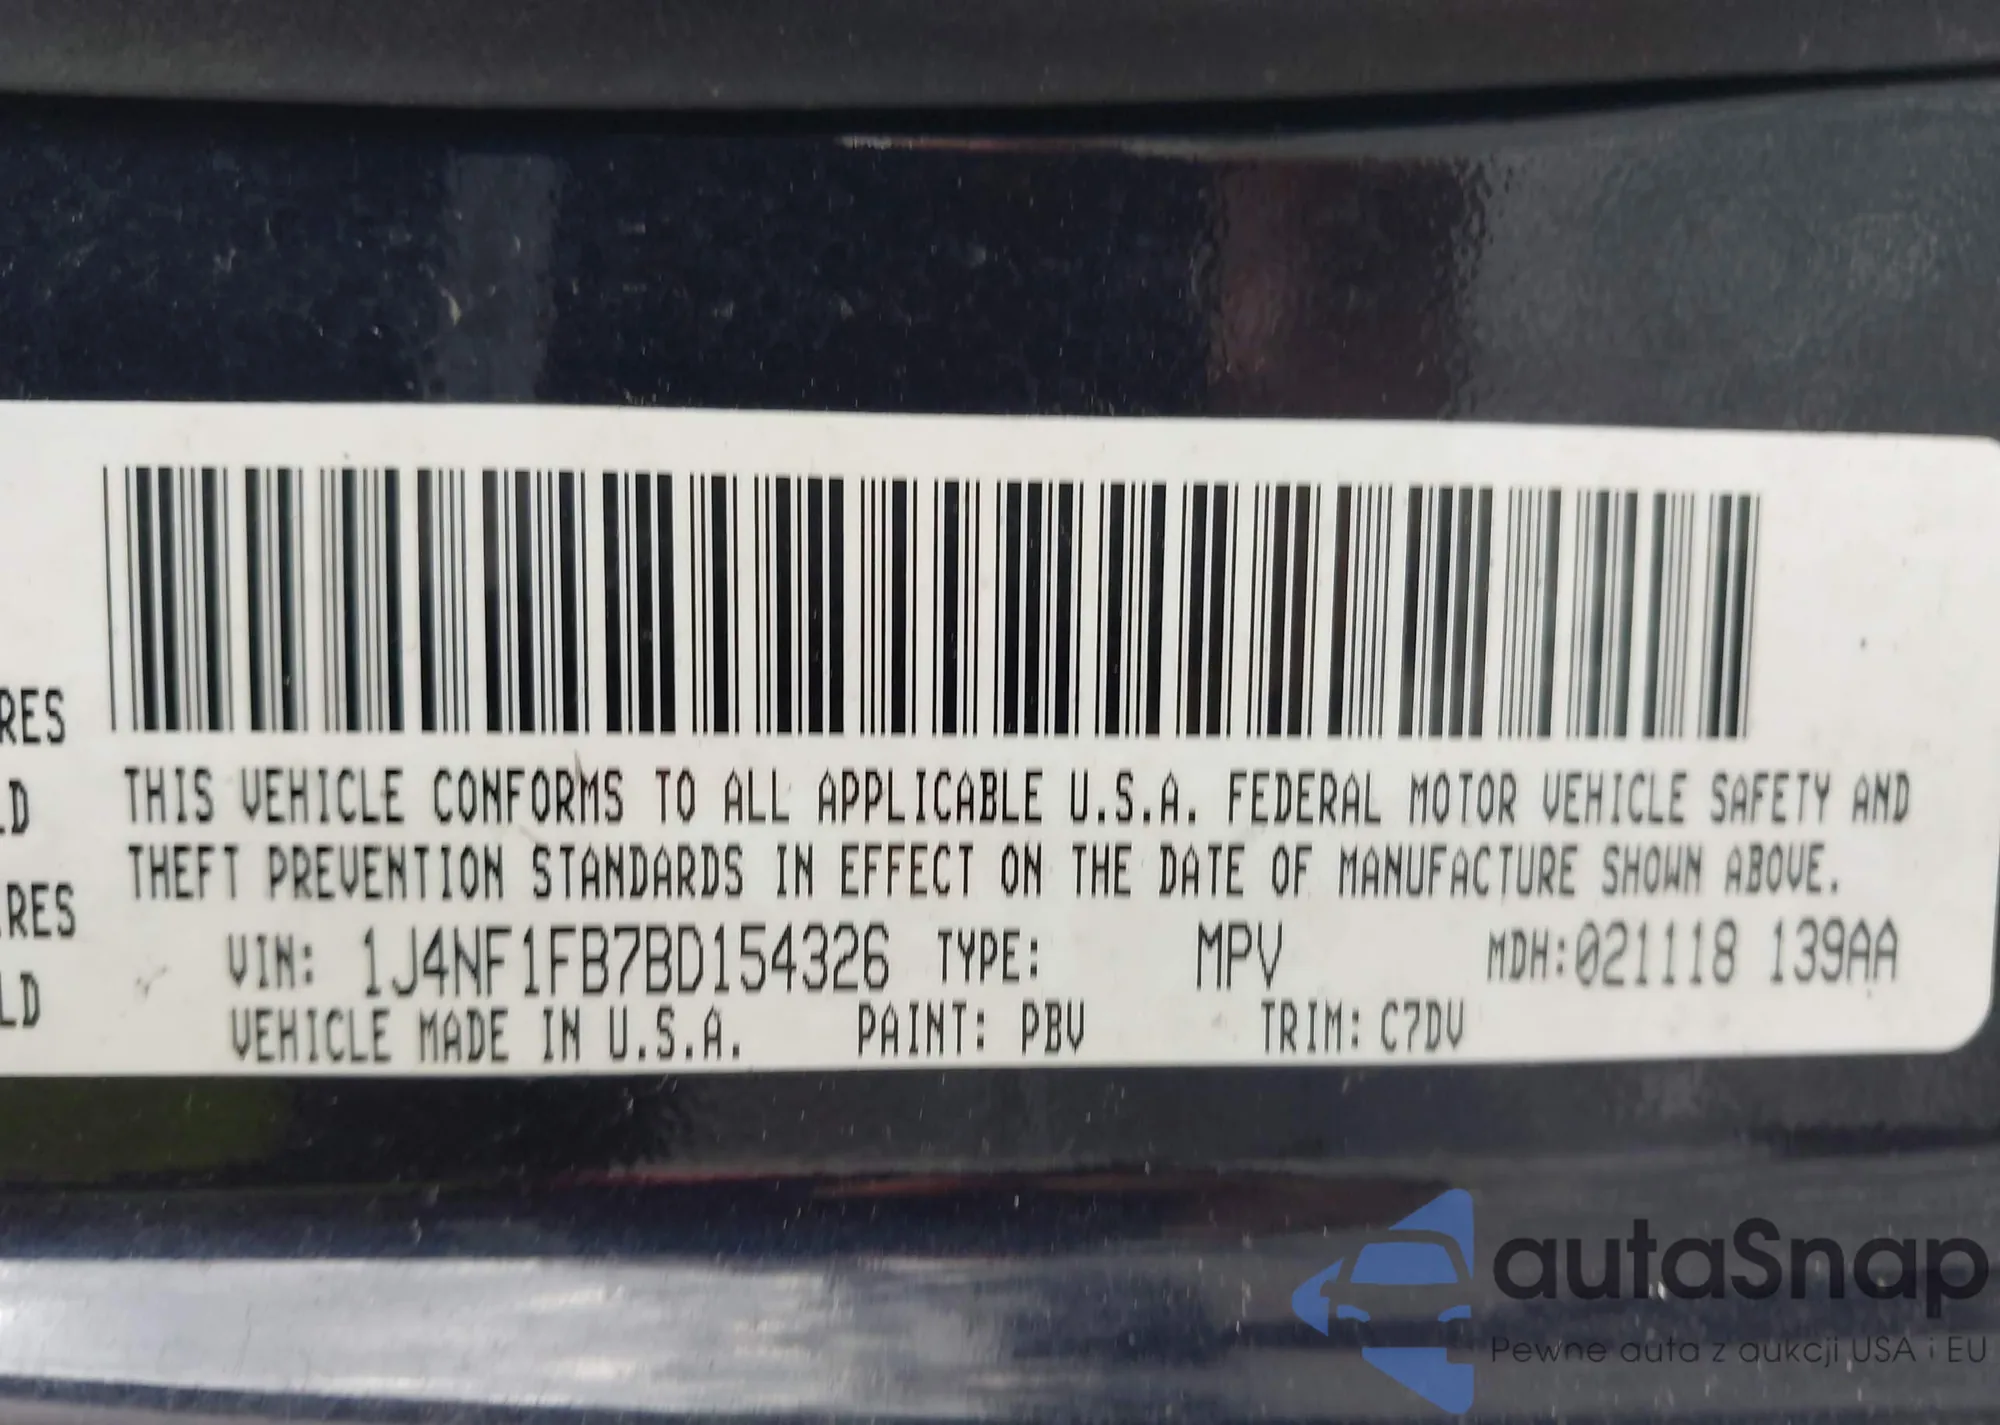 RES
LD
RES
LD
THIS VEHICLE CONFORMS TO ALL APPLICABLE U.S.A. FEDERAL MOTOR VEHICLE SAFETY AND
THEFT PREVENTION STANDARDS IN EFFECT ON THE DATE OF MANUFACTURE SHOWN ABOVE.
VIN: 1J4NF1FB7BD154326 TYPE: MPV MDH:021118 139AA
VEHICLE MADE IN U.S.A. PAINT: PBV TRIM: C7DV
autaSnap
Pewne auta z aukcji USA i EU